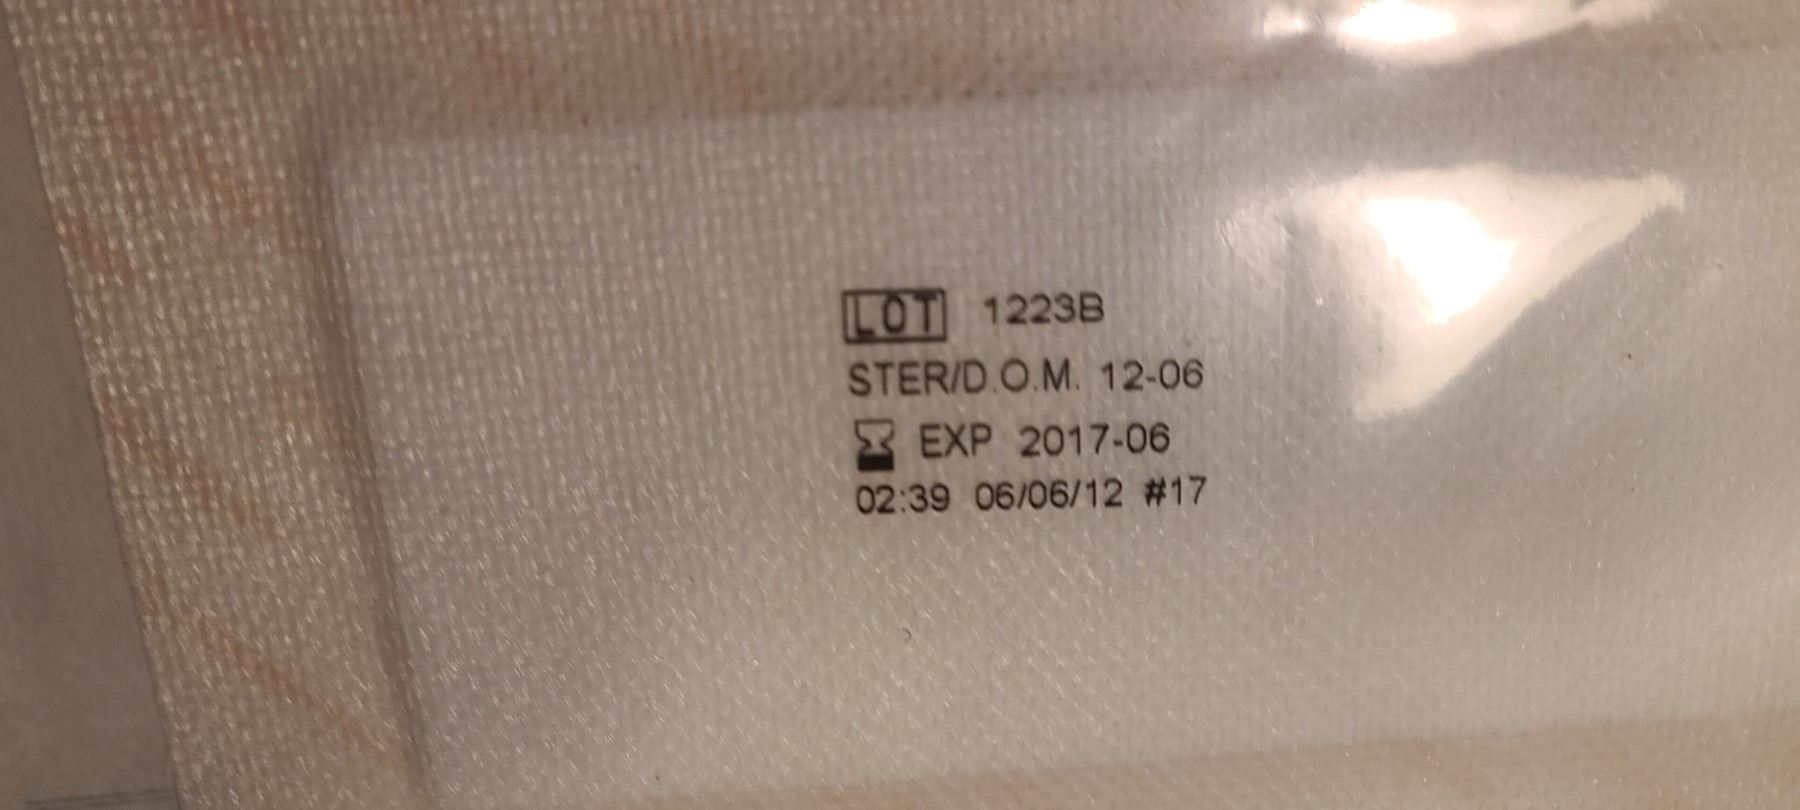 LOT 1223B
STER/D.O.M. 12-06
EXP 2017-06
02:39 06/06/12 #17